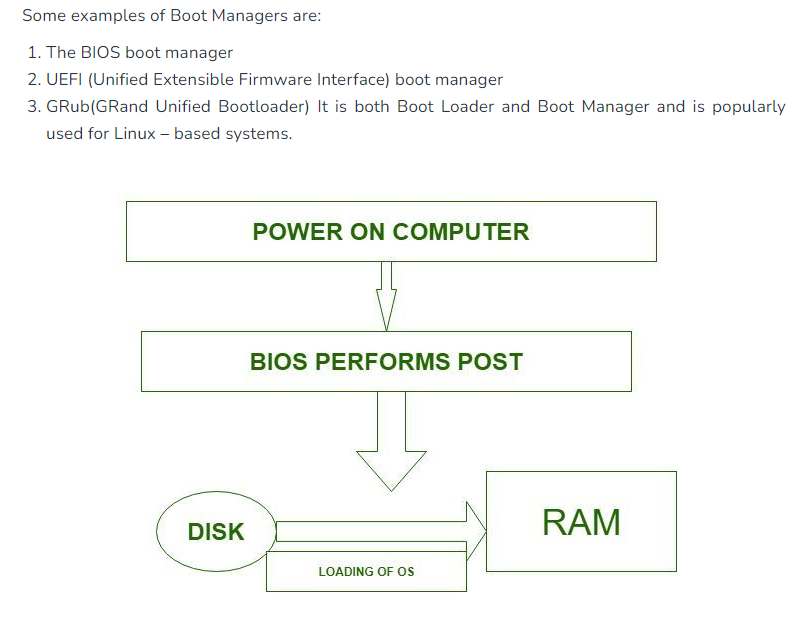 Some examples of Boot Managers are:
1. The BIOS boot manager
2. UEFI (Unified Extensible Firmware Interface) boot manager
3. GRub(GRand Unified Bootloader) It is both Boot Loader and Boot Manager and is popularly
used for Linux – based systems.
POWER ON COMPUTER
BIOS PERFORMS POST
DISK
RAM
LOADING OF OS